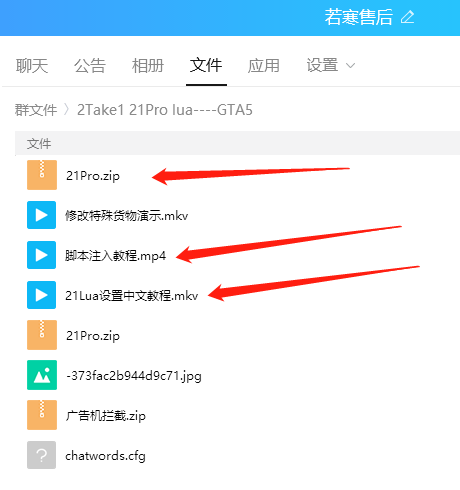 若寒售后
聊天 公告 相册 文件 应用 设置
群文件 〉2Take1 21Pro lua----GTA5
文件
21Pro.zip
修改特殊货物演示.mkv
脚本注入教程.mp4
21Lua设置中文教程.mkv
21Pro.zip
-373fac2b944d9c71.jpg
广告机拦截.zip
chatwords.cfg